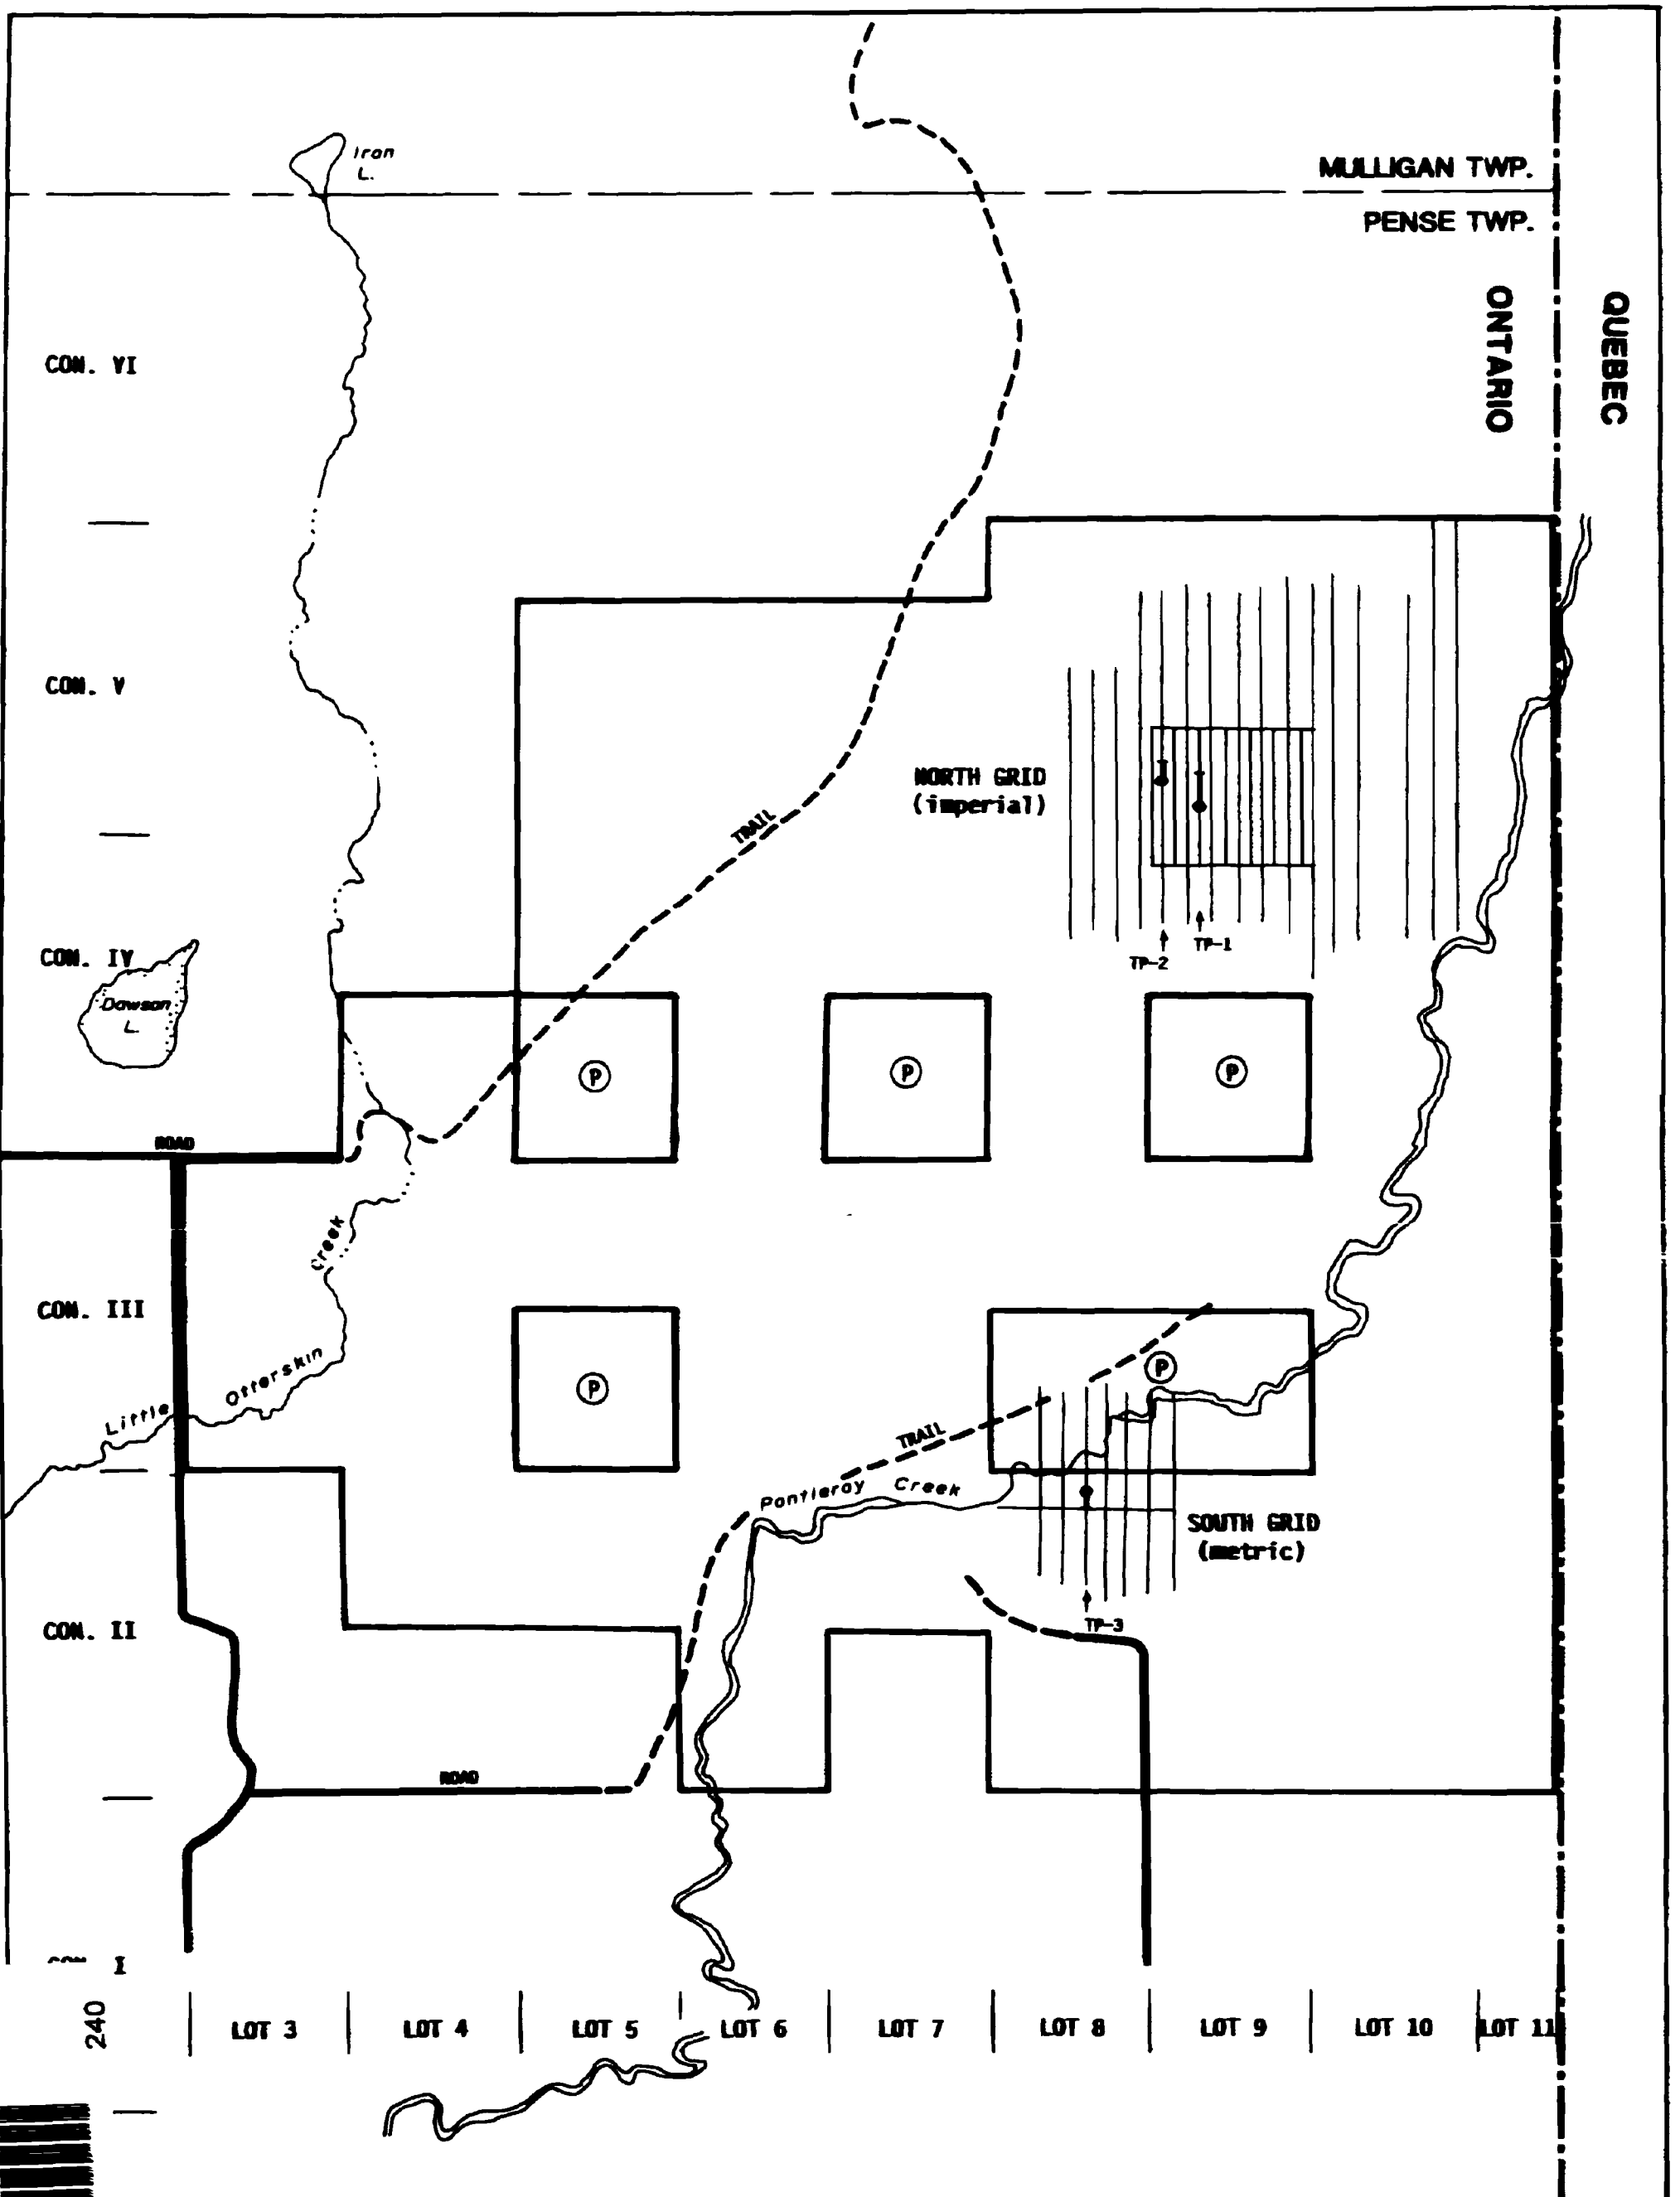 Iron
L.
MULLIGAN TWP.
PENSE TWP.
ONTARIO
QUEBEC
CON. VI
CON. V
NORTH GRID
(imperial)
TRAIL
TP-1
TP-2
CON. IV
Dawson
L.
P
P
P
ROAD
Creek
CON. III
Otterskin
Little
P
P
TRAIL
Pontleroy Creek
SOUTH GRID
(metric)
TP-3
CON. II
ROAD
I
240
LOT 3 LOT 4 LOT 5 LOT 6 LOT 7 LOT 8 LOT 9 LOT 10 LOT 11